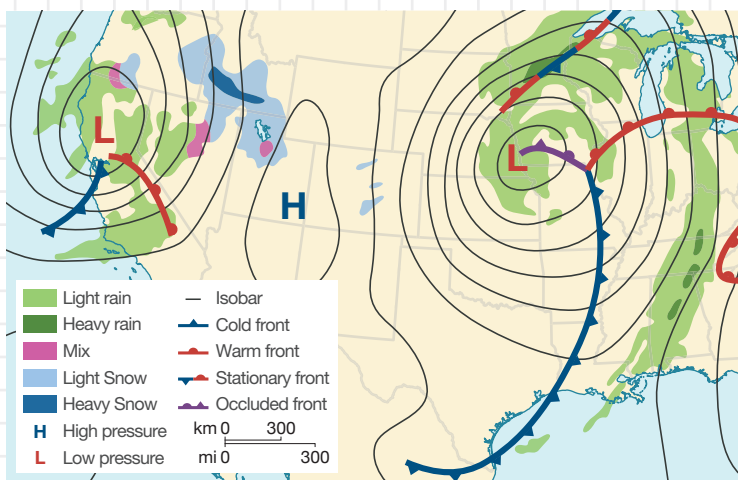 L
H
L
Light rain
Heavy rain
Mix
Light Snow
Heavy Snow
H High pressure
L Low pressure
Isobar
Cold front
Warm front
Stationary front
Occluded front
km 0 300
mi 0 300